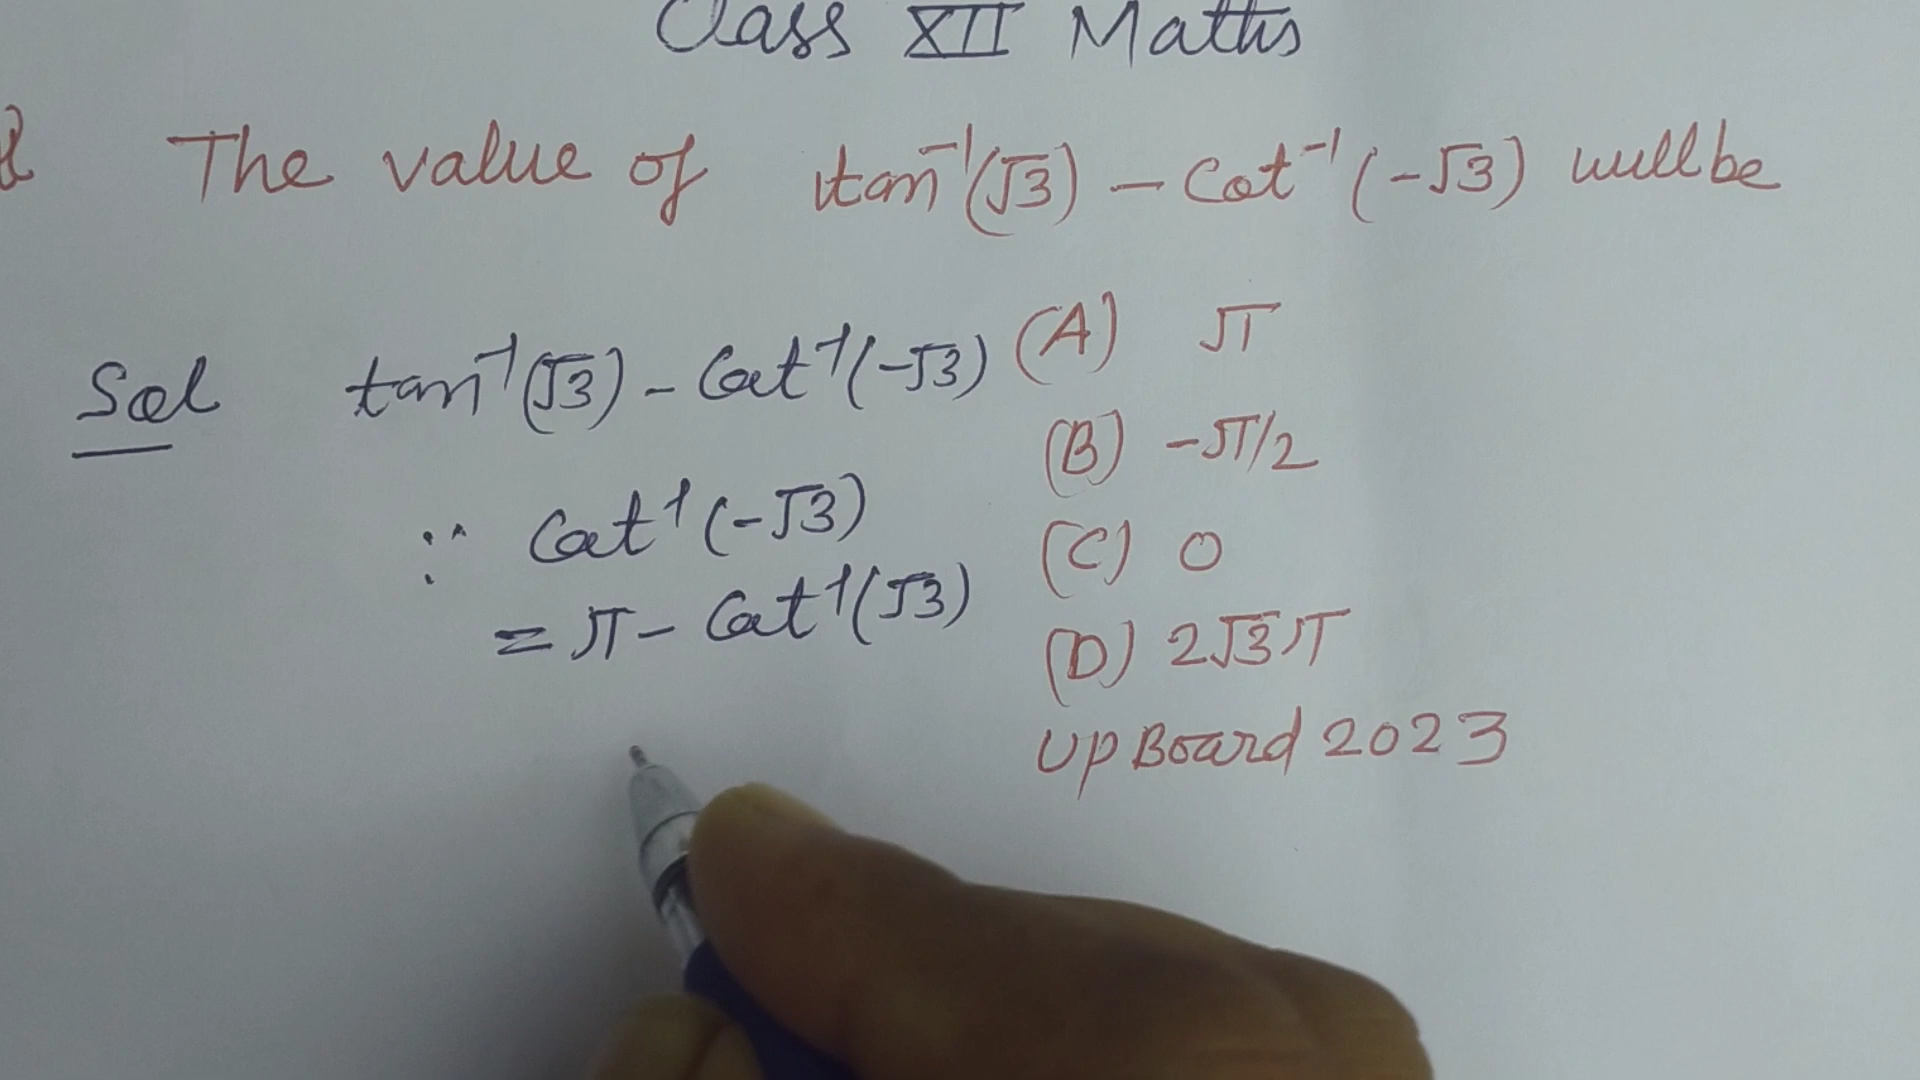 Class XII Maths
The value of tan⁻¹(√3) - Cot⁻¹(-√3) will be
Sol tan⁻¹(√3) - Cot⁻¹(-√3) (A) π
(B) -π/2
∵ Cot⁻¹(-√3)
(C) 0
= π - Cot⁻¹(√3)
(D) 2√3π
UP Board 2023